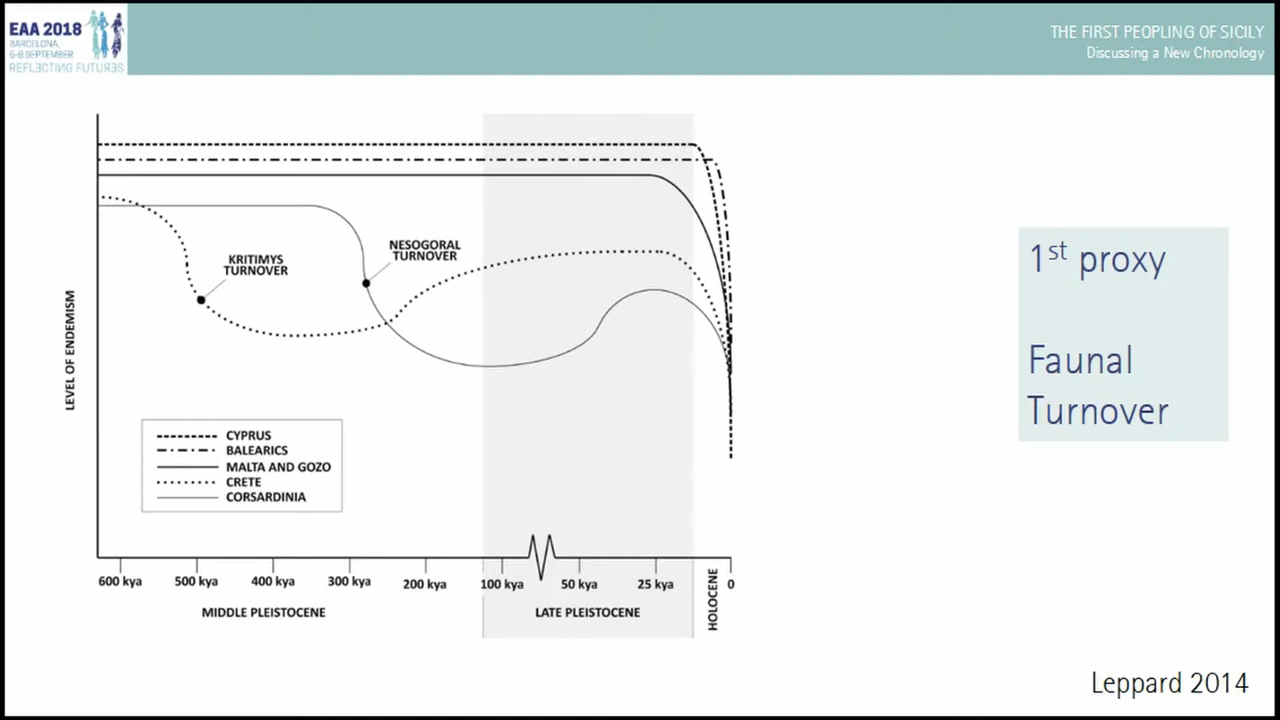 EAA 2018
BARCELONA,
5-8 SEPTEMBER
REFLECTING FUTURES
THE FIRST PEOPLING OF SICILY
Discussing a New Chronology
LEVEL OF ENDEMISM
KRITIMYS
TURNOVER
NESOGORAL
TURNOVER
CYPRUS
BALEARICS
MALTA AND GOZO
CRETE
CORSARDINIA
600 kya
500 kya
400 kya
300 kya
200 kya
100 kya
50 kya
25 kya
0
MIDDLE PLEISTOCENE
LATE PLEISTOCENE
HOLOCENE
1st proxy
Faunal
Turnover
Leppard 2014